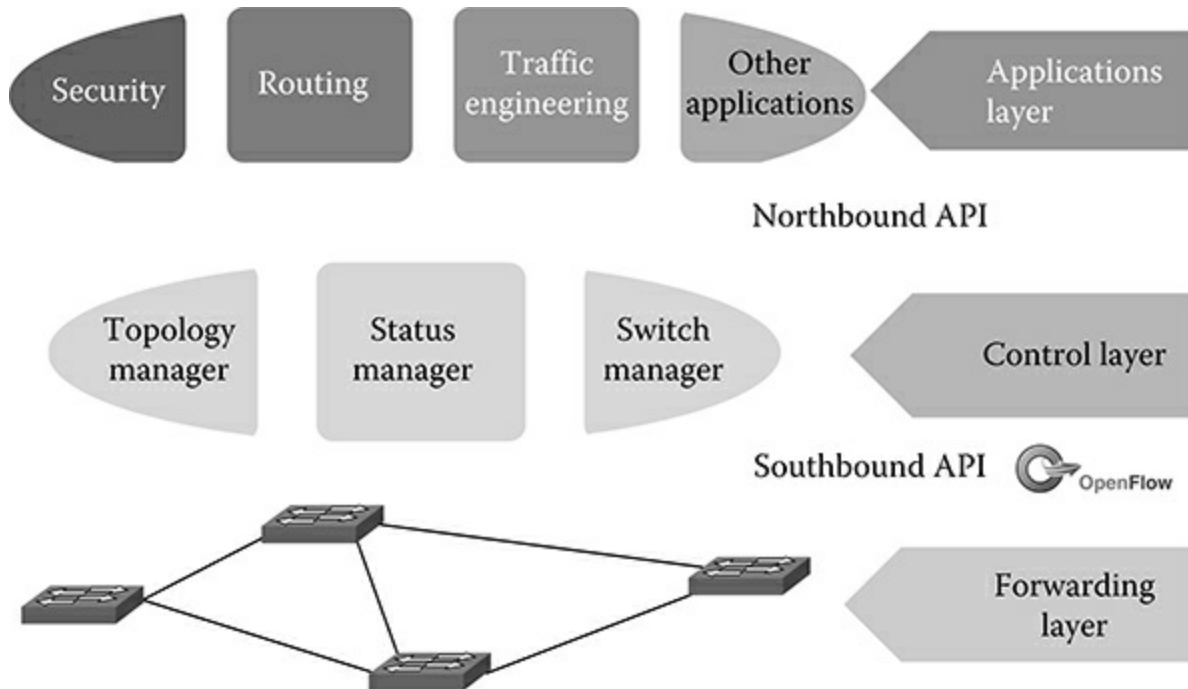 Security
Routing
Traffic
engineering
Other
applications
Applications
layer
Northbound API
Topology
manager
Status
manager
Switch
manager
Control layer
Southbound API
OpenFlow
Forwarding
layer